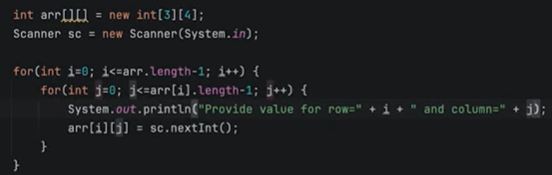 int arr[][] = new int[3][4];
Scanner sc = new Scanner(System.in);
for(int i=0; i<=arr.length-1; i++) {
for(int j=0; j<=arr[i].length-1; j++) {
System.out.println("Provide value for row=" + i + " and column=" + j);
arr[i][j] = sc.nextInt();
}
}